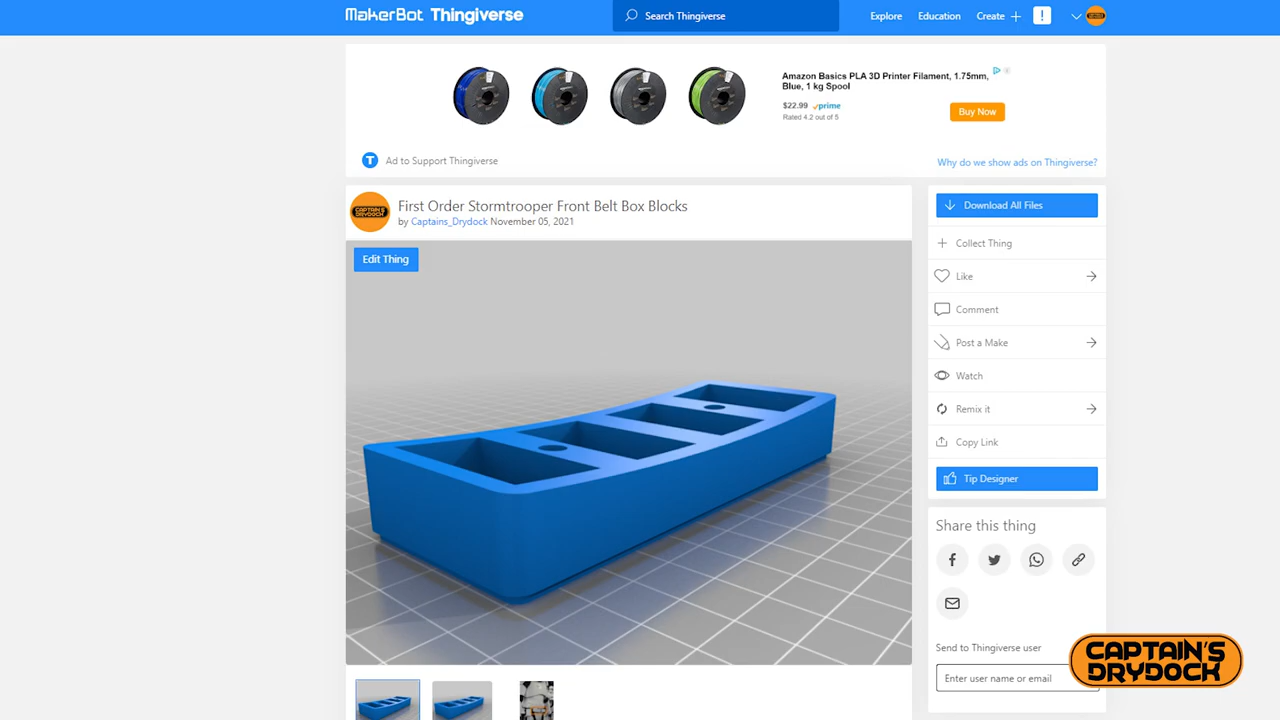 MakerBot Thingiverse
Search Thingiverse
Explore
Education
Create
!
Amazon Basics PLA 3D Printer Filament, 1.75mm,
Blue, 1 kg Spool
$22.99 prime
Rated 4.2 out of 5
Buy Now
T Ad to Support Thingiverse
Why do we show ads on Thingiverse?
CAPTAIN'S
DRYDOCK
First Order Stormtrooper Front Belt Box Blocks
by Captains_Drydock November 05, 2021
Edit Thing
Download All Files
Collect Thing
Like
Comment
Post a Make
Watch
Remix it
Copy Link
Tip Designer
Share this thing
Send to Thingiverse user
Enter user name or email
CAPTAIN'S
DRYDOCK